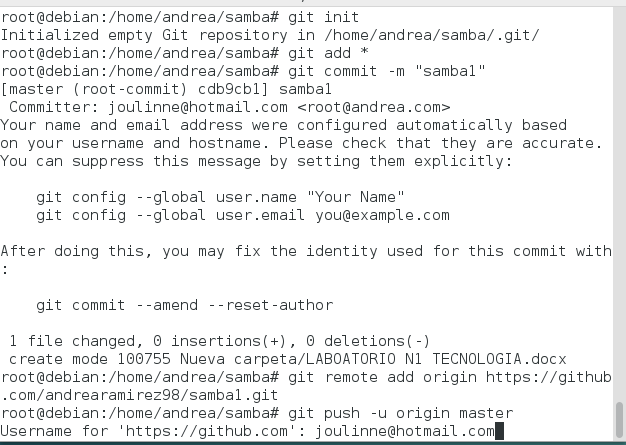 root@debian:/home/andrea/samba# git init
Initialized empty Git repository in /home/andrea/samba/.git/
root@debian:/home/andrea/samba# git add *
root@debian:/home/andrea/samba# git commit -m "samba1"
[master (root-commit) cdb9cb1] samba1
 Committer: joulinne@hotmail.com <root@andrea.com>
Your name and email address were configured automatically based
on your username and hostname. Please check that they are accurate.
You can suppress this message by setting them explicitly:

    git config --global user.name "Your Name"
    git config --global user.email you@example.com

After doing this, you may fix the identity used for this commit with
:

    git commit --amend --reset-author

 1 file changed, 0 insertions(+), 0 deletions(-)
 create mode 100755 Nueva carpeta/LABOATORIO N1 TECNOLOGIA.docx
root@debian:/home/andrea/samba# git remote add origin https://github
.com/andrearamirez98/samba1.git
root@debian:/home/andrea/samba# git push -u origin master
Username for 'https://github.com': joulinne@hotmail.com